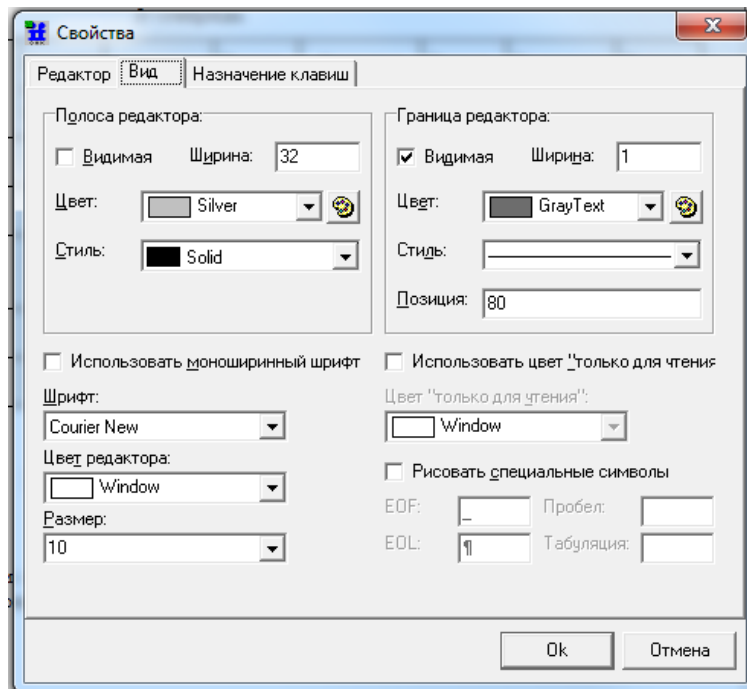 Свойства
Редактор Вид Назначение клавиш
Полоса редактора:
Видимая Ширина: 32
Цвет: Silver
Стиль: Solid
Граница редактора:
Видимая Ширина: 1
Цвет: GrayText
Стиль:
Позиция: 80
Использовать моноширинный шрифт
Шрифт:
Courier New
Цвет редактора:
Window
Размер:
10
Использовать цвет "только для чтения
Цвет "только для чтения":
Window
Рисовать специальные символы
EOF: _ Пробел:
EOL: ¶ Табуляция:
Ok Отмена